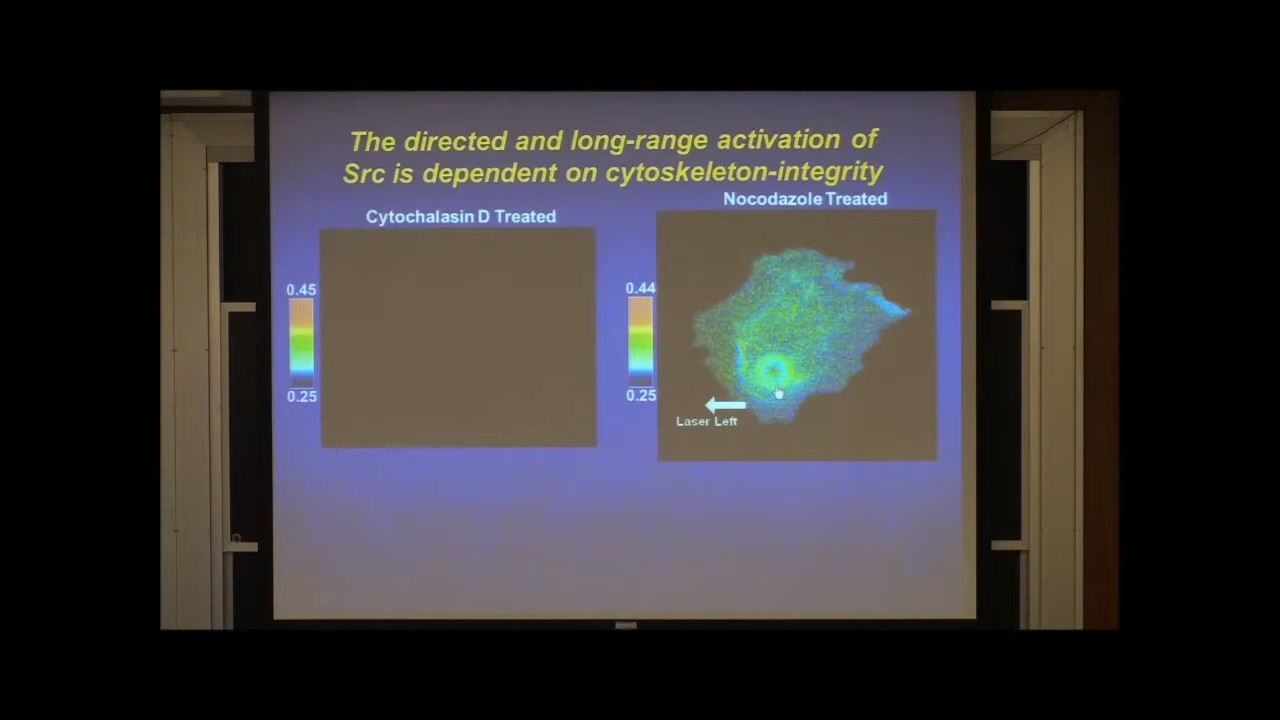 The directed and long-range activation of
Src is dependent on cytoskeleton-integrity
Cytochalasin D Treated
Nocodazole Treated
0.45
0.25
0.44
0.25
Laser Left